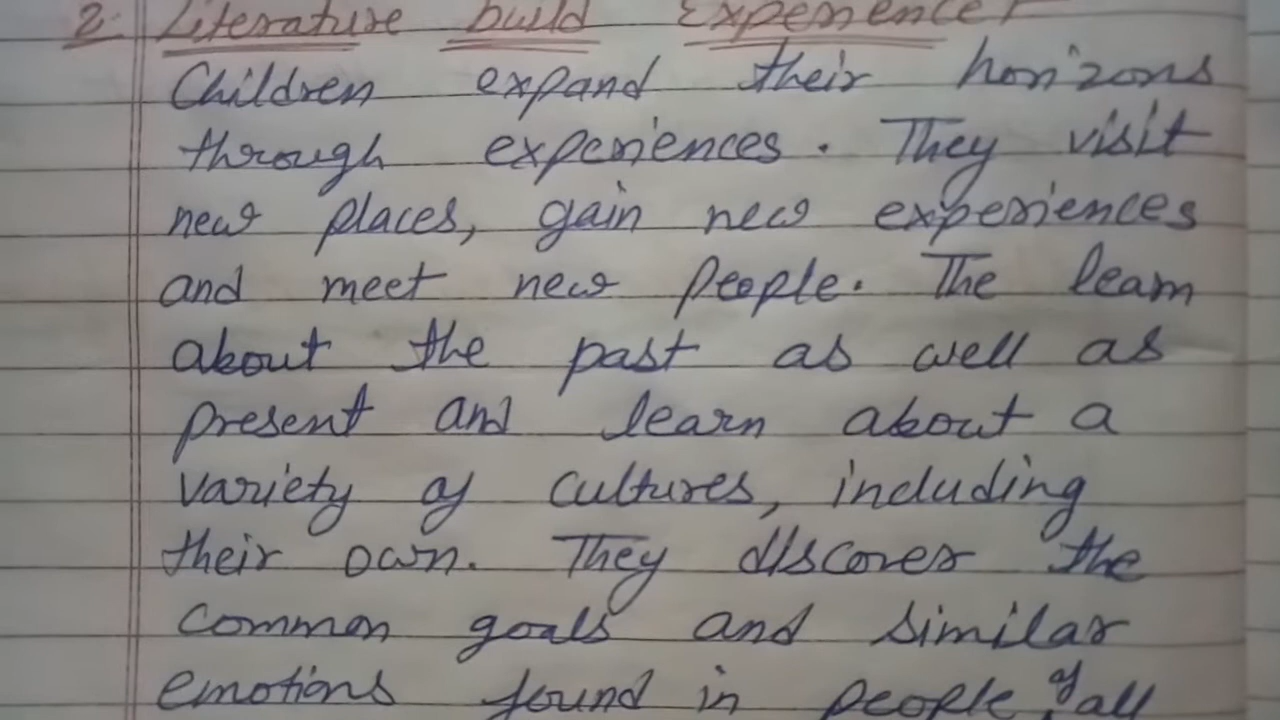 2. Literature build Experience:
Children expand their horizons
through experiences. They visit
new places, gain new experiences
and meet new people. The learn
about the past as well as
present and learn about a
variety of cultures, including
their own. They discover the
common goals and similar
emotions found in people of all